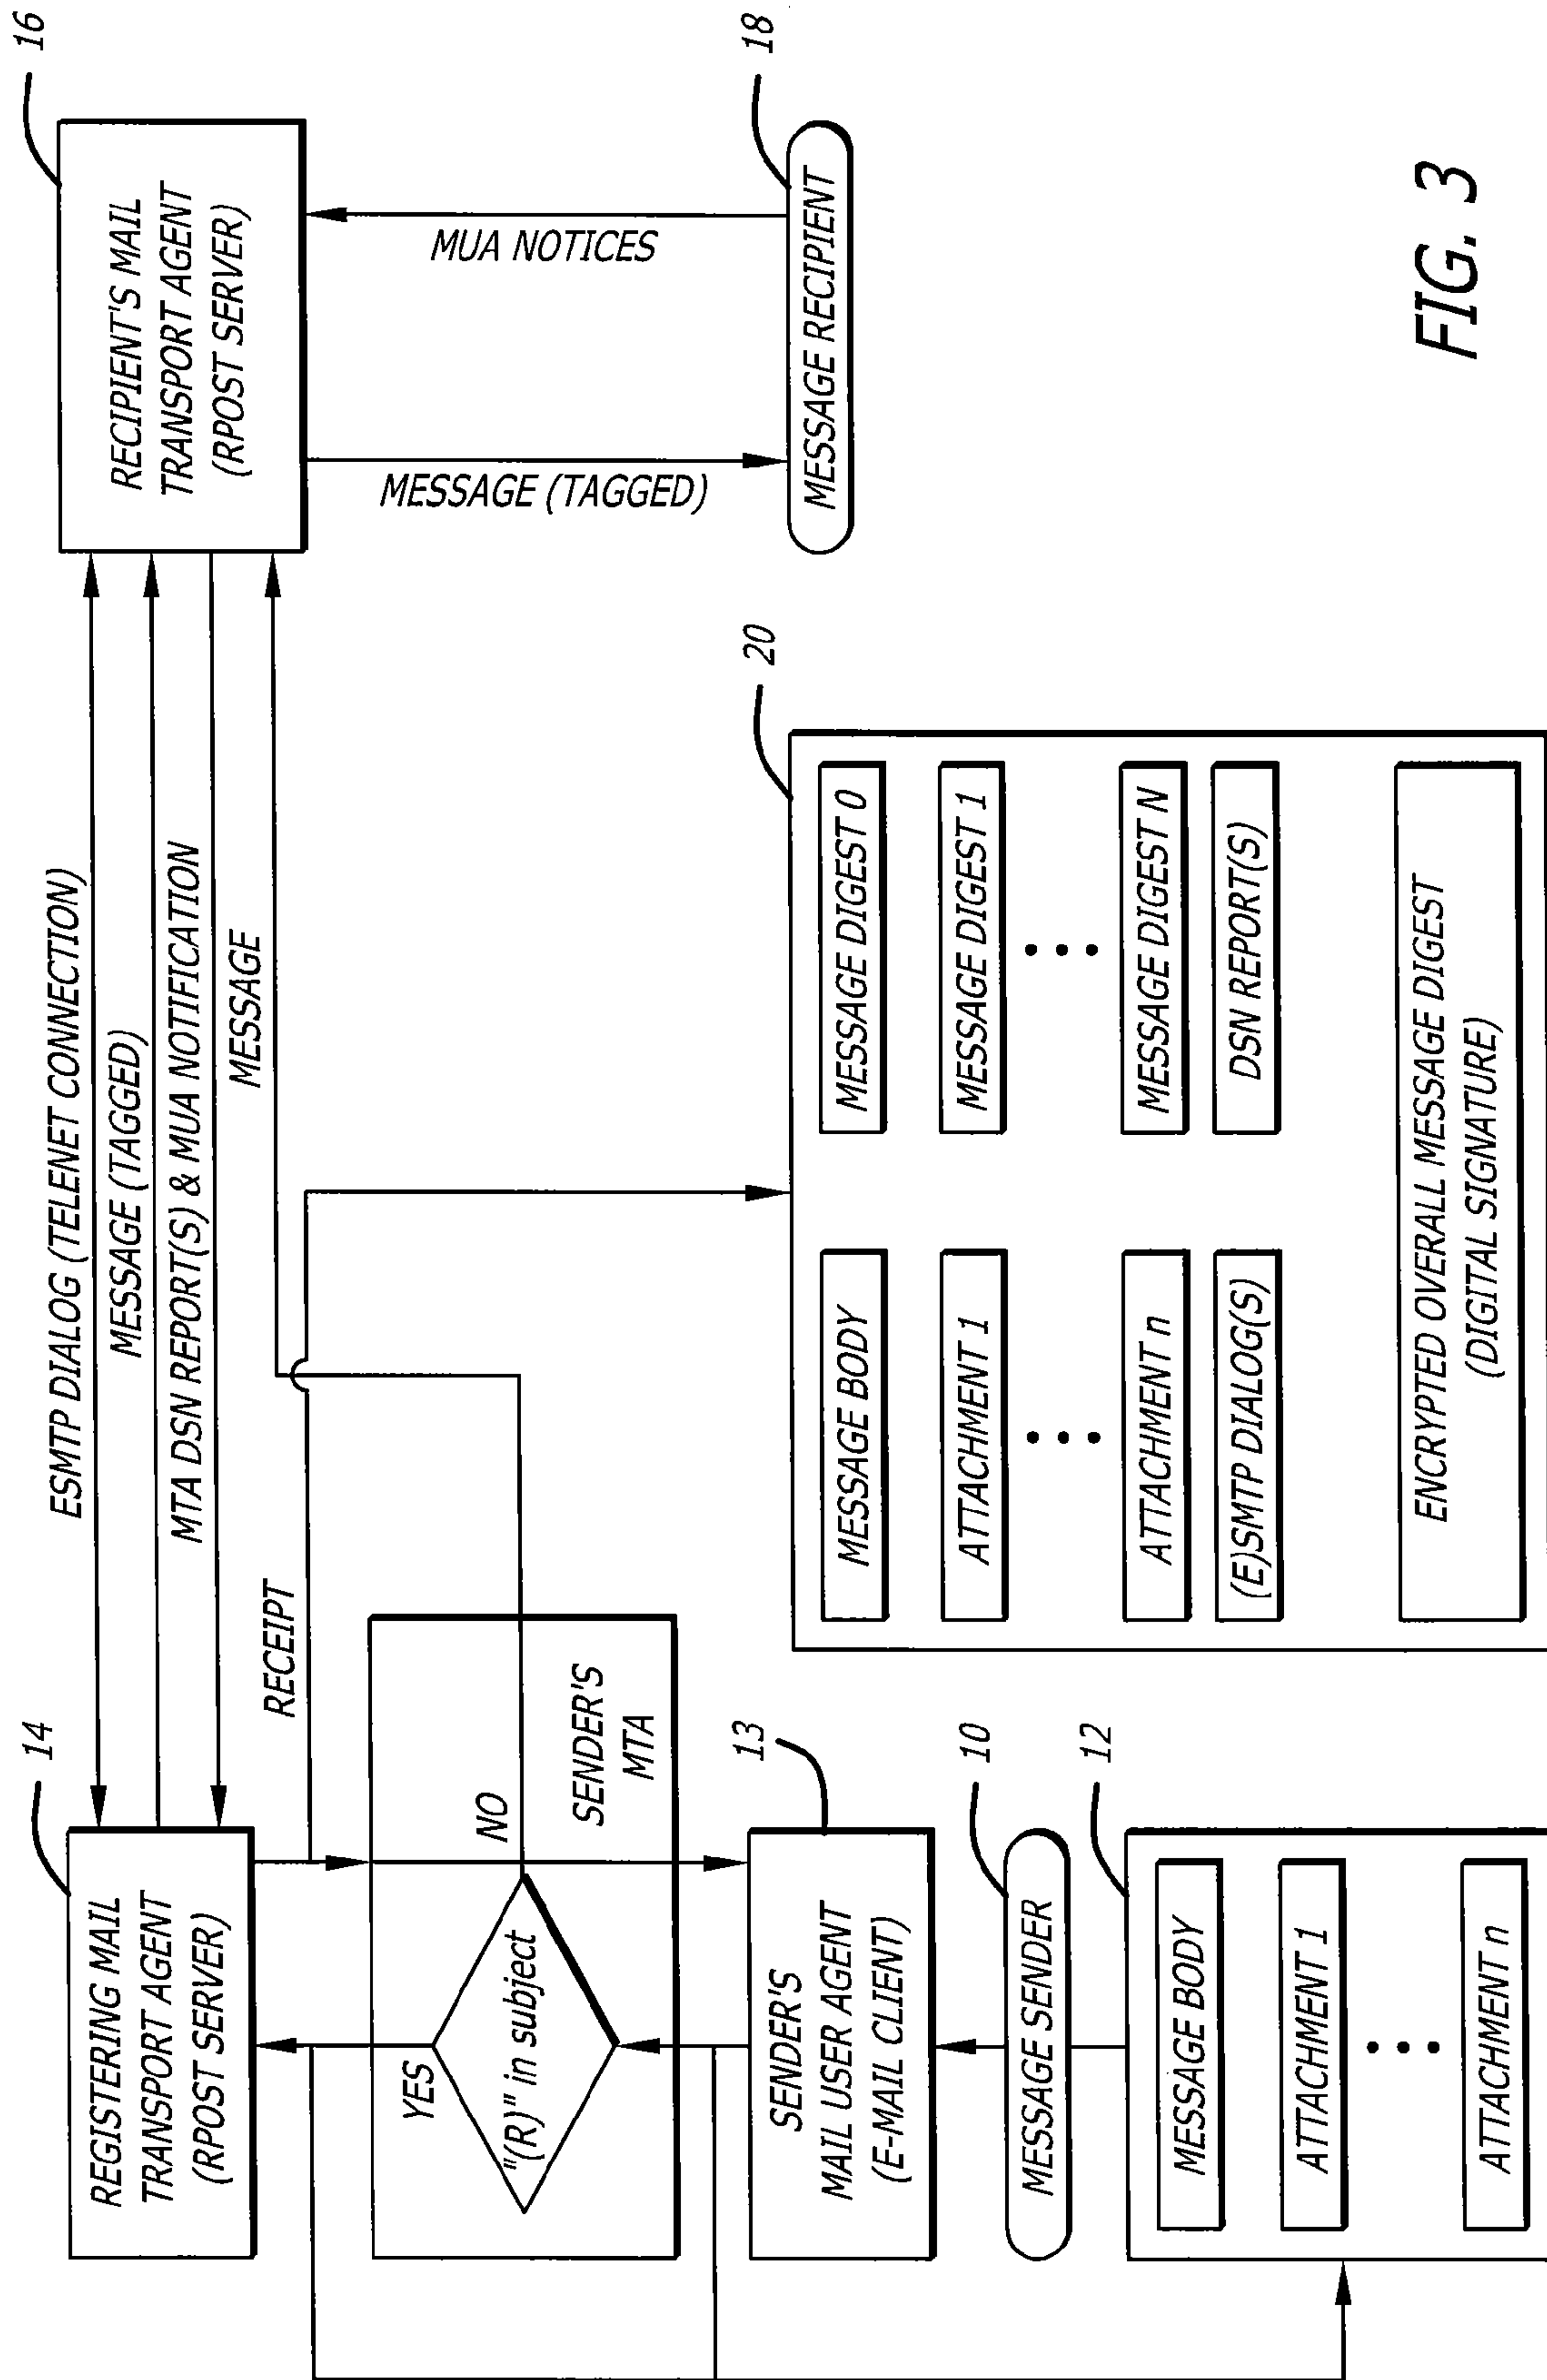 14
REGISTERING MAIL
TRANSPORT AGENT
(RPOST SERVER)
ESMTP DIALOG (TELENET CONNECTION)
MESSAGE (TAGGED)
MTA DSN REPORT(S) & MUA NOTIFICATION
MESSAGE
16
RECIPIENT'S MAIL
TRANSPORT AGENT
(RPOST SERVER)
RECEIPT
YES
"(R)" in subject
NO
SENDER'S
MTA
MESSAGE (TAGGED)
MUA NOTICES
13
SENDER'S
MAIL USER AGENT
(E-MAIL CLIENT)
18
MESSAGE RECIPIENT
10
MESSAGE SENDER
12
MESSAGE BODY
ATTACHMENT 1
ATTACHMENT n
20
MESSAGE BODY
MESSAGE DIGEST 0
ATTACHMENT 1
MESSAGE DIGEST 1
ATTACHMENT n
MESSAGE DIGEST N
(E)SMTP DIALOG(S)
DSN REPORT(S)
ENCRYPTED OVERALL MESSAGE DIGEST
(DIGITAL SIGNATURE)
FIG. 3